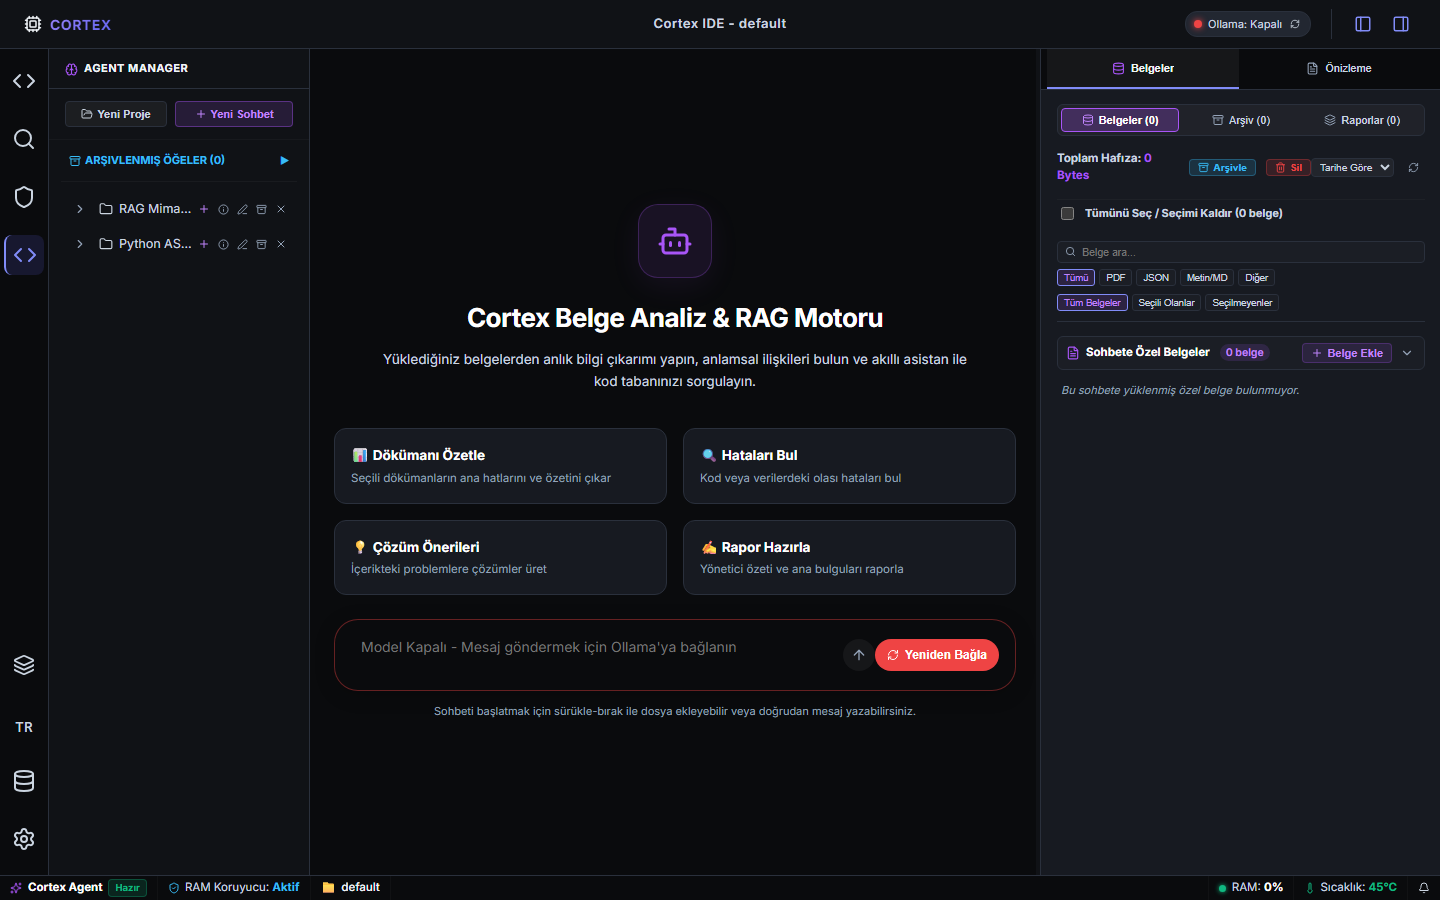 CORTEX
Cortex IDE - default
Ollama: Kapalı
AGENT MANAGER
Yeni Proje
+ Yeni Sohbet
ARŞIVLENMIŞ ÖĞELER (0)
RAG Mima...
Python AS...
TR
Cortex Belge Analiz & RAG Motoru
Yüklediğiniz belgelerden anlık bilgi çıkarımı yapın, anlamsal ilişkileri bulun ve akıllı asistan ile
kod tabanınızı sorgulayın.
Dökümanı Özetle
Seçili dökümanların ana hatlarını ve özetini çıkar
Hataları Bul
Kod veya verilerdeki olası hataları bul
Çözüm Önerileri
İçerikteki problemlere çözümler üret
Rapor Hazırla
Yönetici özeti ve ana bulguları raporla
Model Kapalı - Mesaj göndermek için Ollama'ya bağlanın
Yeniden Bağla
Sohbeti başlatmak için sürükle-bırak ile dosya ekleyebilir veya doğrudan mesaj yazabilirsiniz.
Belgeler
Önizleme
Belgeler (0)
Arşiv (0)
Raporlar (0)
Toplam Hafıza: 0
Bytes
Arşivle
Sil
Tarihe Göre
Tümünü Seç / Seçimi Kaldır (0 belge)
Belge ara...
Tümü
PDF
JSON
Metin/MD
Diğer
Tüm Belgeler
Seçili Olanlar
Seçilmeyenler
Sohbete Özel Belgeler
0 belge
+ Belge Ekle
Bu sohbete yüklenmiş özel belge bulunmuyor.
Cortex Agent
Hazır
RAM Koruyucu: Aktif
default
RAM: 0%
Sıcaklık: 45°C